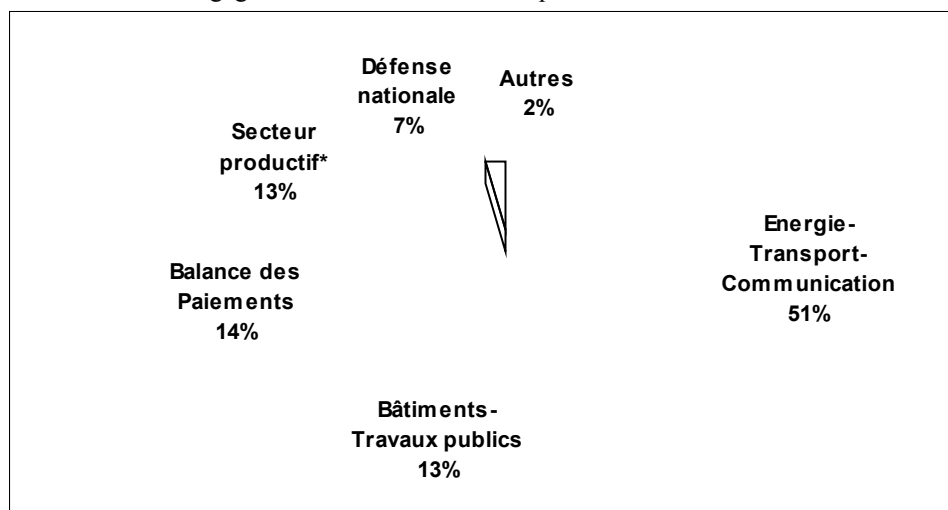 Défense
nationale
7%
Autres
2%
Secteur
productif*
13%
Energie-
Transport-
Communication
51%
Balance des
Paiements
14%
Bâtiments-
Travaux publics
13%